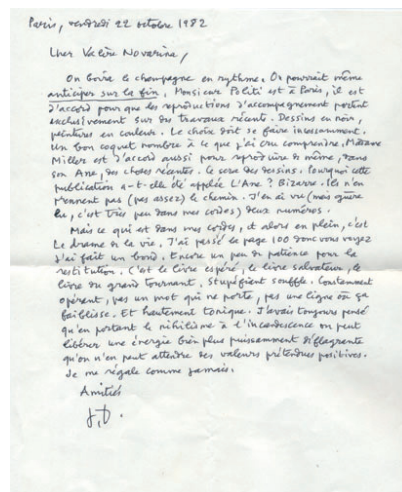 Paris, vendredi 22 octobre 1982
Cher Valère Novarina,
On boira le champagne en rythme. On pourrait même
anticiper sur la fin. Monsieur Politi est à Paris, il est
d'accord pour que les reproductions d'accompagnement portent
exclusivement sur des travaux récents. Dessins en noir,
peintures en couleurs. Le choix doit se faire incessamment.
Un bon coquet nombre à ce que j'ai cru comprendre. Madame
Miller est d'accord aussi pour reproduire de même, dans
son Ane, des choses récentes. Ce sera des dessins. Pourquoi cette
publication a-t-elle été appelée L'Ane ? Bizarre. Ils n'en
prennent pas (pas assez) le chemin. J'en ai vu (mais guère
lu, c'est très peu dans mes cordes) deux numéros.
Mais ce qui est dans mes cordes, et alors en plein, c'est
Le drame de la vie. J'ai passé la page 100 donc vous voyez
j'ai fait un bond. Encore un peu de patience pour la
restitution. C'est le livre espéré, le livre salvateur, le
livre du grand tournant. Stupéfiant souffle. Constamment
opérant, pas un mot qui ne porte, pas une ligne où ça
faiblisse. Et hautement tonique. J'avais toujours pensé
qu'en portant le nihilisme à l'incandescence on peut
libérer une énergie bien plus puissamment déflagrante
qu'on n'en peut attendre des valeurs prétendues positives.
Je me régale comme jamais.
Amitiés
J.D.